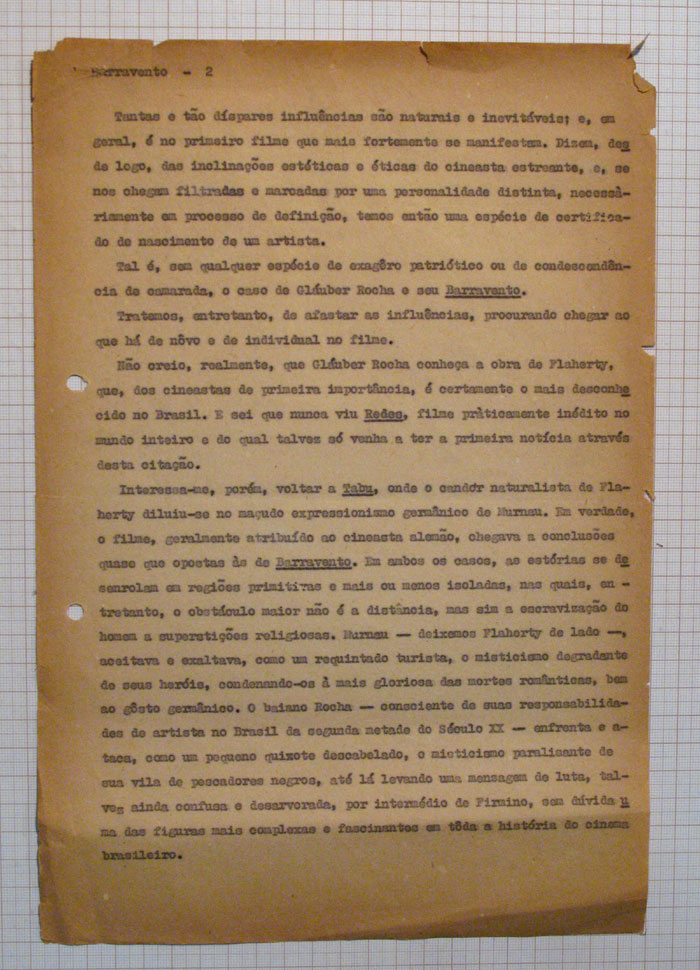 Barravento - 2
Tantas e tão díspares influências são naturais e inevitáveis; e, em
geral, é no primeiro filme que mais fortemente se manifestam. Dizem, des
de logo, das inclinações estéticas e éticas do cineasta estreante, e, se
nos chegam filtradas e marcadas por uma personalidade distinta, necessà-
riamente em processo de definição, temos então uma espécie de certifica-
do de nascimento de um artista.
Tal é, sem qualquer espécie de exagêro patriótico ou de condescendên-
cia de camarada, o caso de Gláuber Rocha e seu Barravento.
Tratemos, entretanto, de afastar as influências, procurando chegar ao
que há de nôvo e de individual no filme.
Não creio, realmente, que Gláuber Rocha conheça a obra de Flaherty,
que, dos cineastas de primeira importância, é certamente o mais desconhe
cido no Brasil. E sei que nunca viu Redes, filme pràticamente inédito no
mundo inteiro e do qual talvez só venha a ter a primeira notícia através
desta citação.
Interessa-me, porém, voltar a Tabu, onde o candor naturalista de Fla-
herty diluiu-se no maçudo expressionismo germânico de Murnau. Em verdade,
o filme, geralmente atribuído ao cineasta alemão, chegava a conclusões
quase que opostas às de Barravento. Em ambos os casos, as estórias se de
senrolam em regiões primitivas e mais ou menos isoladas, nas quais, en -
tretanto, o obstáculo maior não é a distância, mas sim a escravização do
homem a superstições religiosas. Murnau — deixemos Flaherty de lado —,
aceitava e exaltava, como um requintado turista, o misticismo degradante
de seus heróis, condenando-os à mais gloriosa das mortes românticas, bem
ao gôsto germânico. O baiano Rocha — consciente de suas responsabilida-
des de artista no Brasil da segunda metade do Século XX — enfrenta e a-
taca, como um pequeno quixote descabelado, o misticismo paralisante de
sua vila de pescadores negros, até lá levando uma mensagem de luta, tal-
vez ainda confusa e desarvorada, por intermédio de Firmino, sem dúvida u
ma das figuras mais complexas e fascinantes em tôda a história do cinema
brasileiro.